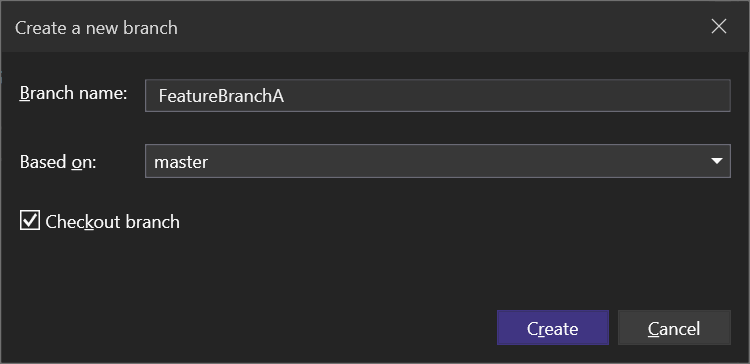 Create a new branch
Branch name: FeatureBranchA
Based on: master
Checkout branch
Create Cancel